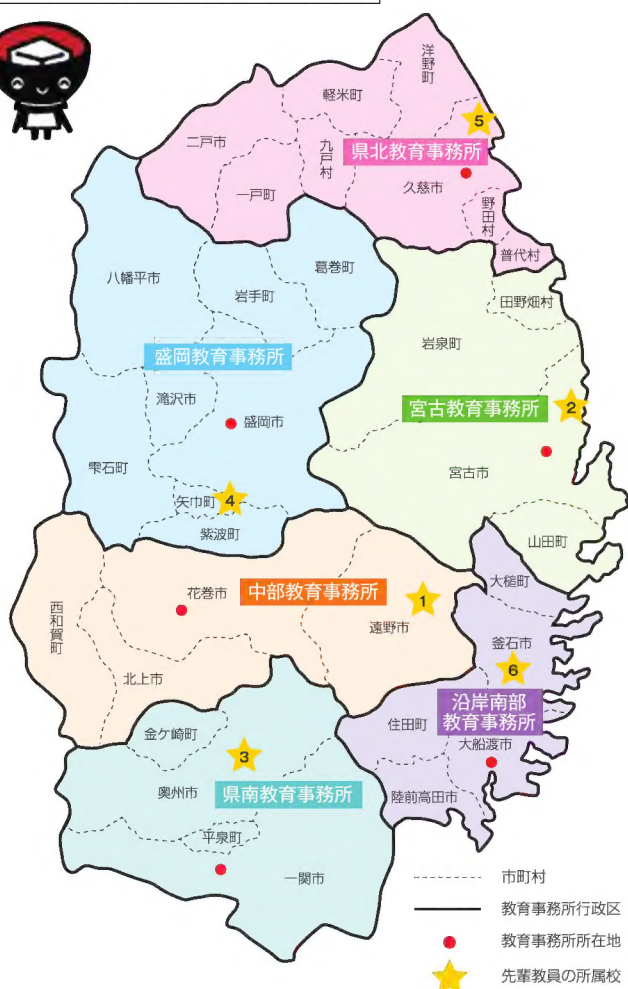 洋野町
軽米町
二戸市
九戸村
5
県北教育事務所
一戸町
久慈市
野田村
普代村
葛巻町
八幡平市
岩手町
田野畑村
岩泉町
盛岡教育事務所
滝沢市
宮古教育事務所
2
盛岡市
雫石町
宮古市
矢巾町
4
紫波町
山田町
大槌町
中部教育事務所
花巻市
1
西和賀町
遠野市
釜石市
北上市
6
沿岸南部
教育事務所
住田町
金ケ崎町
大船渡市
3
奥州市
県南教育事務所
陸前高田市
平泉町
一関市
市町村
教育事務所行政区
教育事務所所在地
先輩教員の所属校